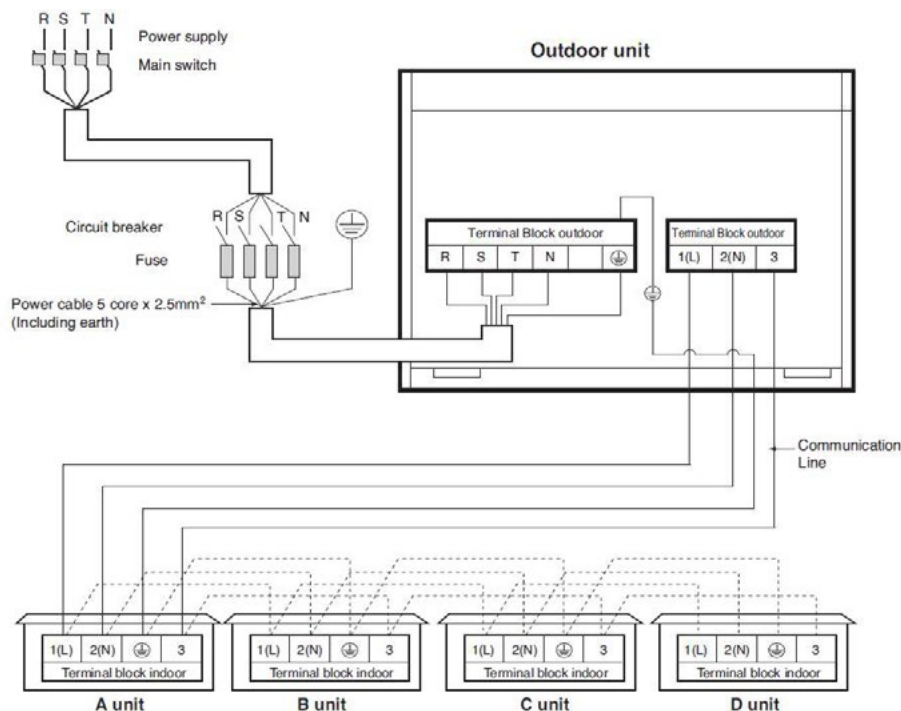 R S T N
Power supply
Main switch
Outdoor unit
R S T N
Circuit breaker
Fuse
Terminal Block outdoor
R S T N
Terminal Block outdoor
1(L) 2(N) 3
Power cable 5 core x 2.5mm²
(Including earth)
Communication
Line
1(L) 2(N) 3
Terminal block indoor
A unit
1(L) 2(N) 3
Terminal block indoor
B unit
1(L) 2(N) 3
Terminal block indoor
C unit
1(L) 2(N) 3
Terminal block indoor
D unit